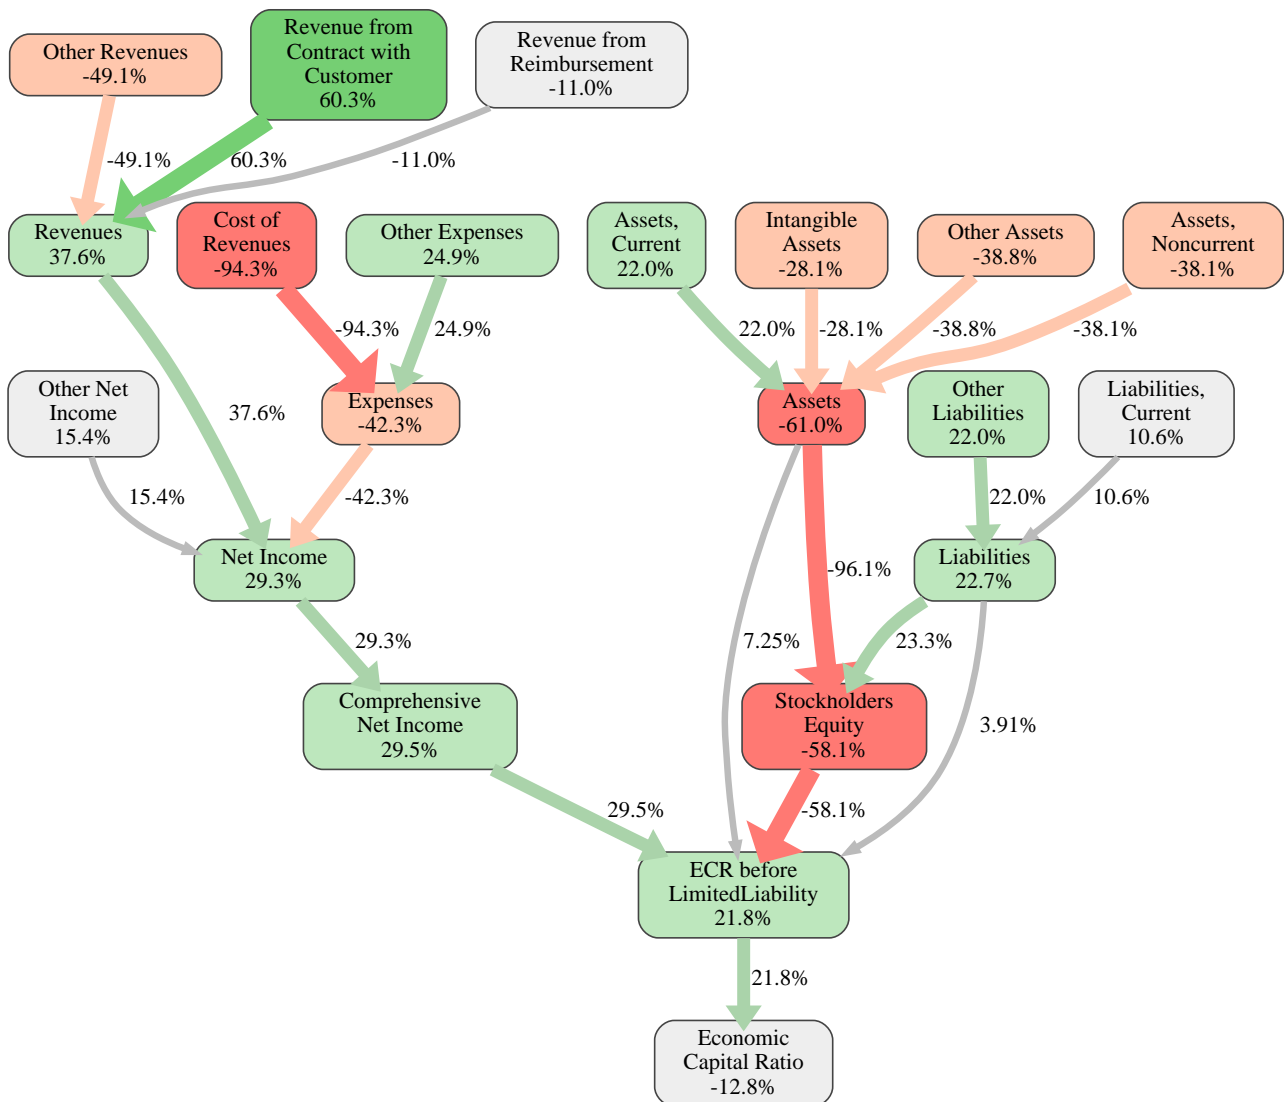 Other Revenues
-49.1%
Revenue from
Contract with
Customer
60.3%
Revenue from
Reimbursement
-11.0%
-49.1%
60.3%
-11.0%
Revenues
37.6%
Cost of
Revenues
-94.3%
Other Expenses
24.9%
Assets,
Current
22.0%
Intangible
Assets
-28.1%
Other Assets
-38.8%
Assets,
Noncurrent
-38.1%
-94.3%
24.9%
22.0%
-28.1%
-38.8%
-38.1%
Other Net
Income
15.4%
37.6%
Expenses
-42.3%
Assets
-61.0%
Other
Liabilities
22.0%
Liabilities,
Current
10.6%
15.4%
-42.3%
22.0%
10.6%
Net Income
29.3%
-96.1%
Liabilities
22.7%
29.3%
7.25%
23.3%
Comprehensive
Net Income
29.5%
Stockholders
Equity
-58.1%
3.91%
29.5%
-58.1%
ECR before
LimitedLiability
21.8%
21.8%
Economic
Capital Ratio
-12.8%